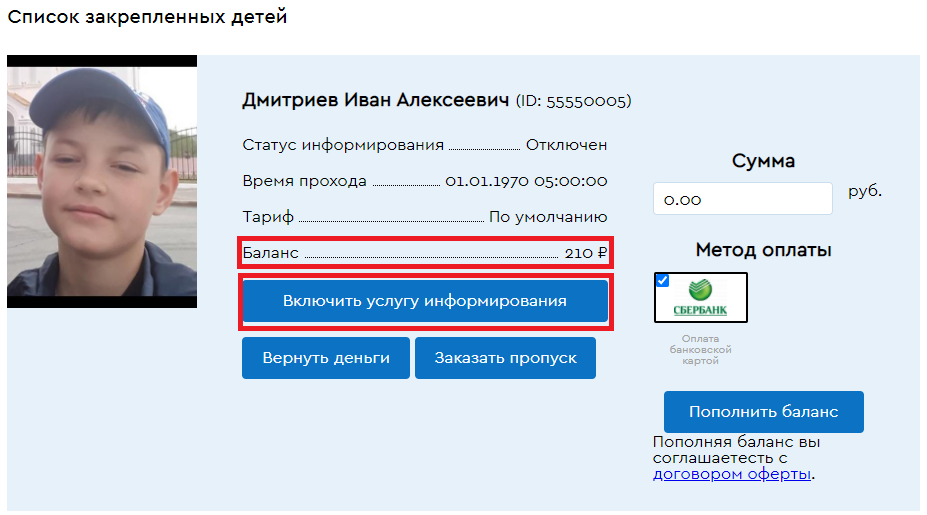 Список закрепленных детей
Дмитриев Иван Алексеевич (ID: 55550005)
Статус информирования Отключен
Время прохода 01.01.1970 05:00:00
Тариф По умолчанию
Баланс 210 ₽
Включить услугу информирования
Вернуть деньги Заказать пропуск
Сумма
0.00 руб.
Метод оплаты
СБЕРБАНК
Оплата
банковской
картой
Пополнить баланс
Пополняя баланс вы
соглашаетесть с
договором оферты.